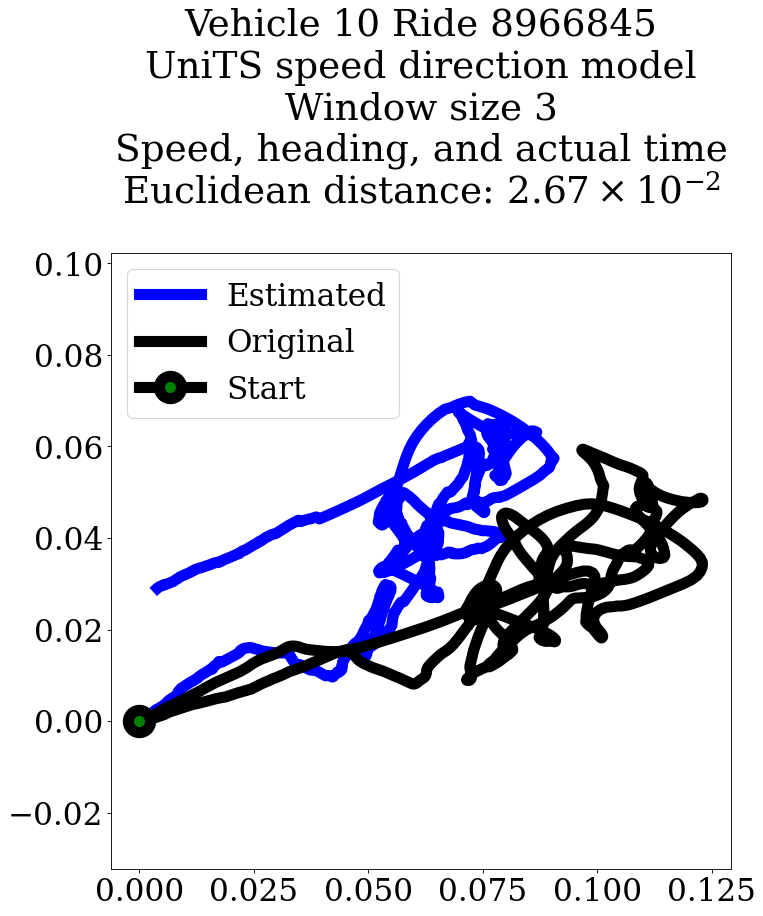 Vehicle 10 Ride 8966845
UniTS speed direction model
Window size 3
Speed, heading, and actual time
Euclidean distance: 2.67 × 10⁻²
0.10
Estimated
Original
Start
0.08
0.06
0.04
0.02
0.00
−0.02
0.000 0.025 0.050 0.075 0.100 0.125